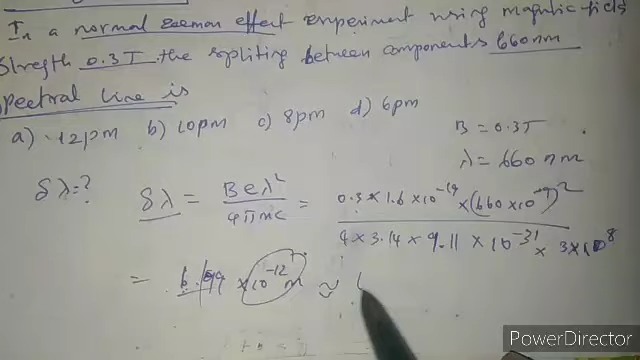 In a normal zeeman effect experiment using magnetic field
Strength 0.3 T the spliting between components 660nm
Spectral line is
a) 12pm b) 10pm c) 8pm d) 6pm
B = 0.3T
λ = 660 nm
δλ=? δλ = Beλ² / 4πmc = 0.3 × 1.6 × 10⁻¹⁹ × (660 × 10⁻⁹)² / 4 × 3.14 × 9.11 × 10⁻³¹ × 3 × 10⁸
= × 10⁻¹² m ≈
PowerDirector